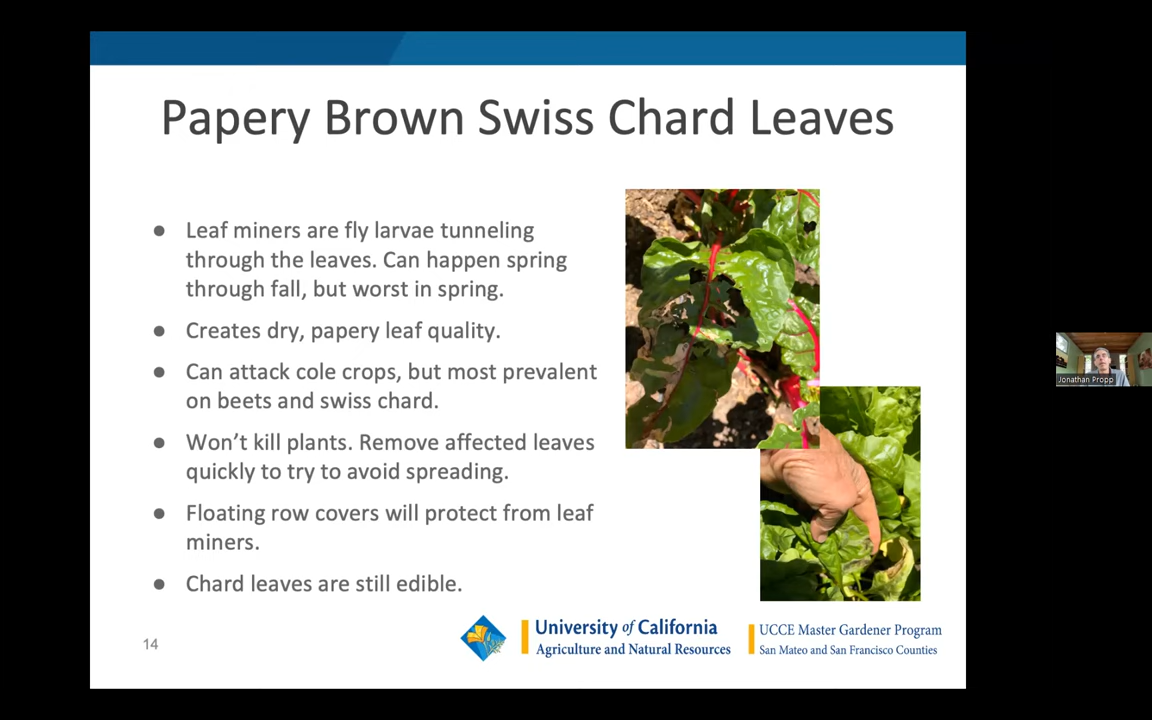 Papery Brown Swiss Chard Leaves
● Leaf miners are fly larvae tunneling
through the leaves. Can happen spring
through fall, but worst in spring.
● Creates dry, papery leaf quality.
● Can attack cole crops, but most prevalent
on beets and swiss chard.
● Won’t kill plants. Remove affected leaves
quickly to try to avoid spreading.
● Floating row covers will protect from leaf
miners.
● Chard leaves are still edible.
Jonathan Propp
14
University of California
Agriculture and Natural Resources
UCCE Master Gardener Program
San Mateo and San Francisco Counties